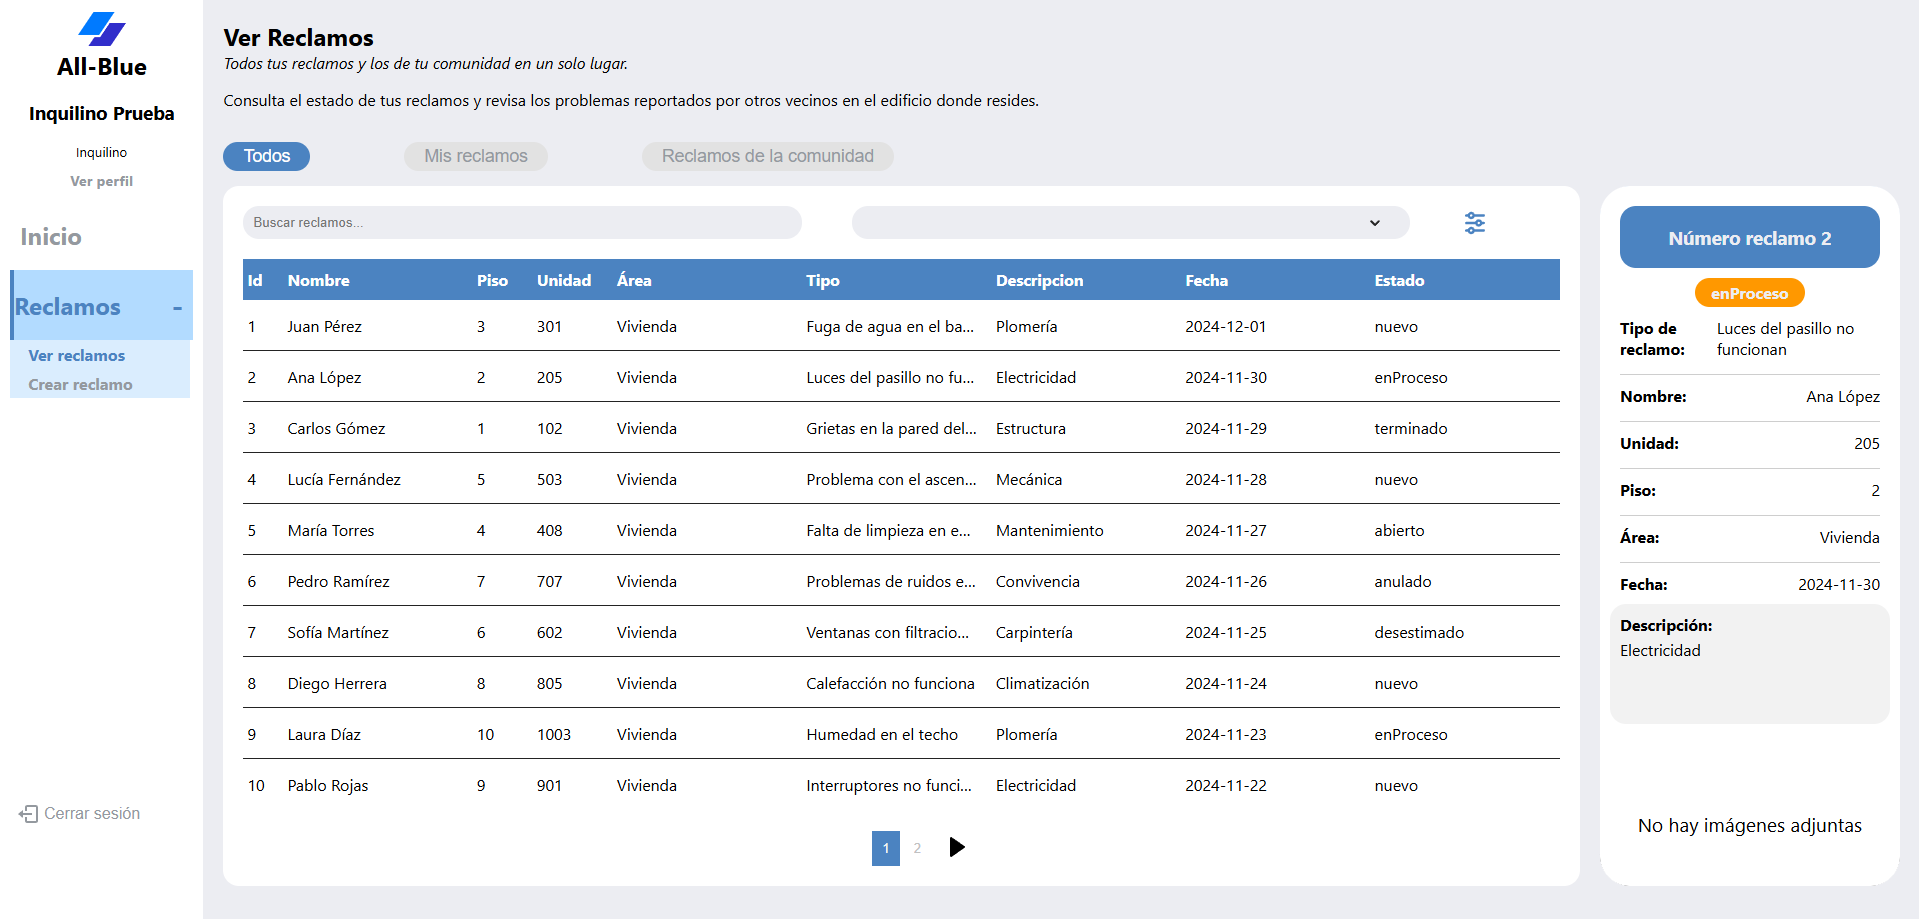 All-Blue
Inquilino Prueba
Inquilino
Ver perfil
Inicio
Reclamos -
Ver reclamos
Crear reclamo
Cerrar sesión
Ver Reclamos
Todos tus reclamos y los de tu comunidad en un solo lugar.
Consulta el estado de tus reclamos y revisa los problemas reportados por otros vecinos en el edificio donde resides.
Todos Mis reclamos Reclamos de la comunidad
Buscar reclamos...
Id Nombre Piso Unidad Área Tipo Descripcion Fecha Estado
1 Juan Pérez 3 301 Vivienda Fuga de agua en el ba... Plomería 2024-12-01 nuevo
2 Ana López 2 205 Vivienda Luces del pasillo no fu... Electricidad 2024-11-30 enProceso
3 Carlos Gómez 1 102 Vivienda Grietas en la pared del... Estructura 2024-11-29 terminado
4 Lucía Fernández 5 503 Vivienda Problema con el ascen... Mecánica 2024-11-28 nuevo
5 María Torres 4 408 Vivienda Falta de limpieza en e... Mantenimiento 2024-11-27 abierto
6 Pedro Ramírez 7 707 Vivienda Problemas de ruidos e... Convivencia 2024-11-26 anulado
7 Sofía Martínez 6 602 Vivienda Ventanas con filtracio... Carpintería 2024-11-25 desestimado
8 Diego Herrera 8 805 Vivienda Calefacción no funciona Climatización 2024-11-24 nuevo
9 Laura Díaz 10 1003 Vivienda Humedad en el techo Plomería 2024-11-23 enProceso
10 Pablo Rojas 9 901 Vivienda Interruptores no funci... Electricidad 2024-11-22 nuevo
1 2
Número reclamo 2
enProceso
Tipo de Luces del pasillo no
reclamo: funcionan
Nombre: Ana López
Unidad: 205
Piso: 2
Área: Vivienda
Fecha: 2024-11-30
Descripción:
Electricidad
No hay imágenes adjuntas